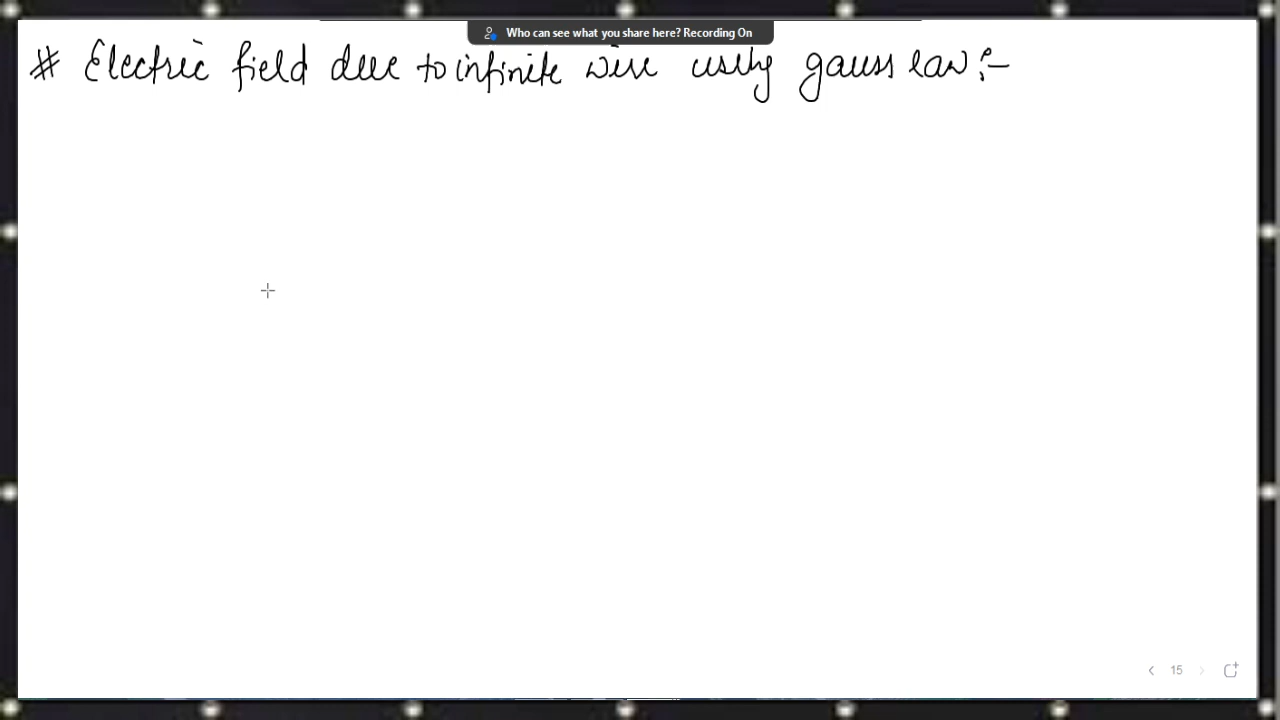 Who can see what you share here? Recording On
# Electric field due to infinite wire using gauss law :-
15